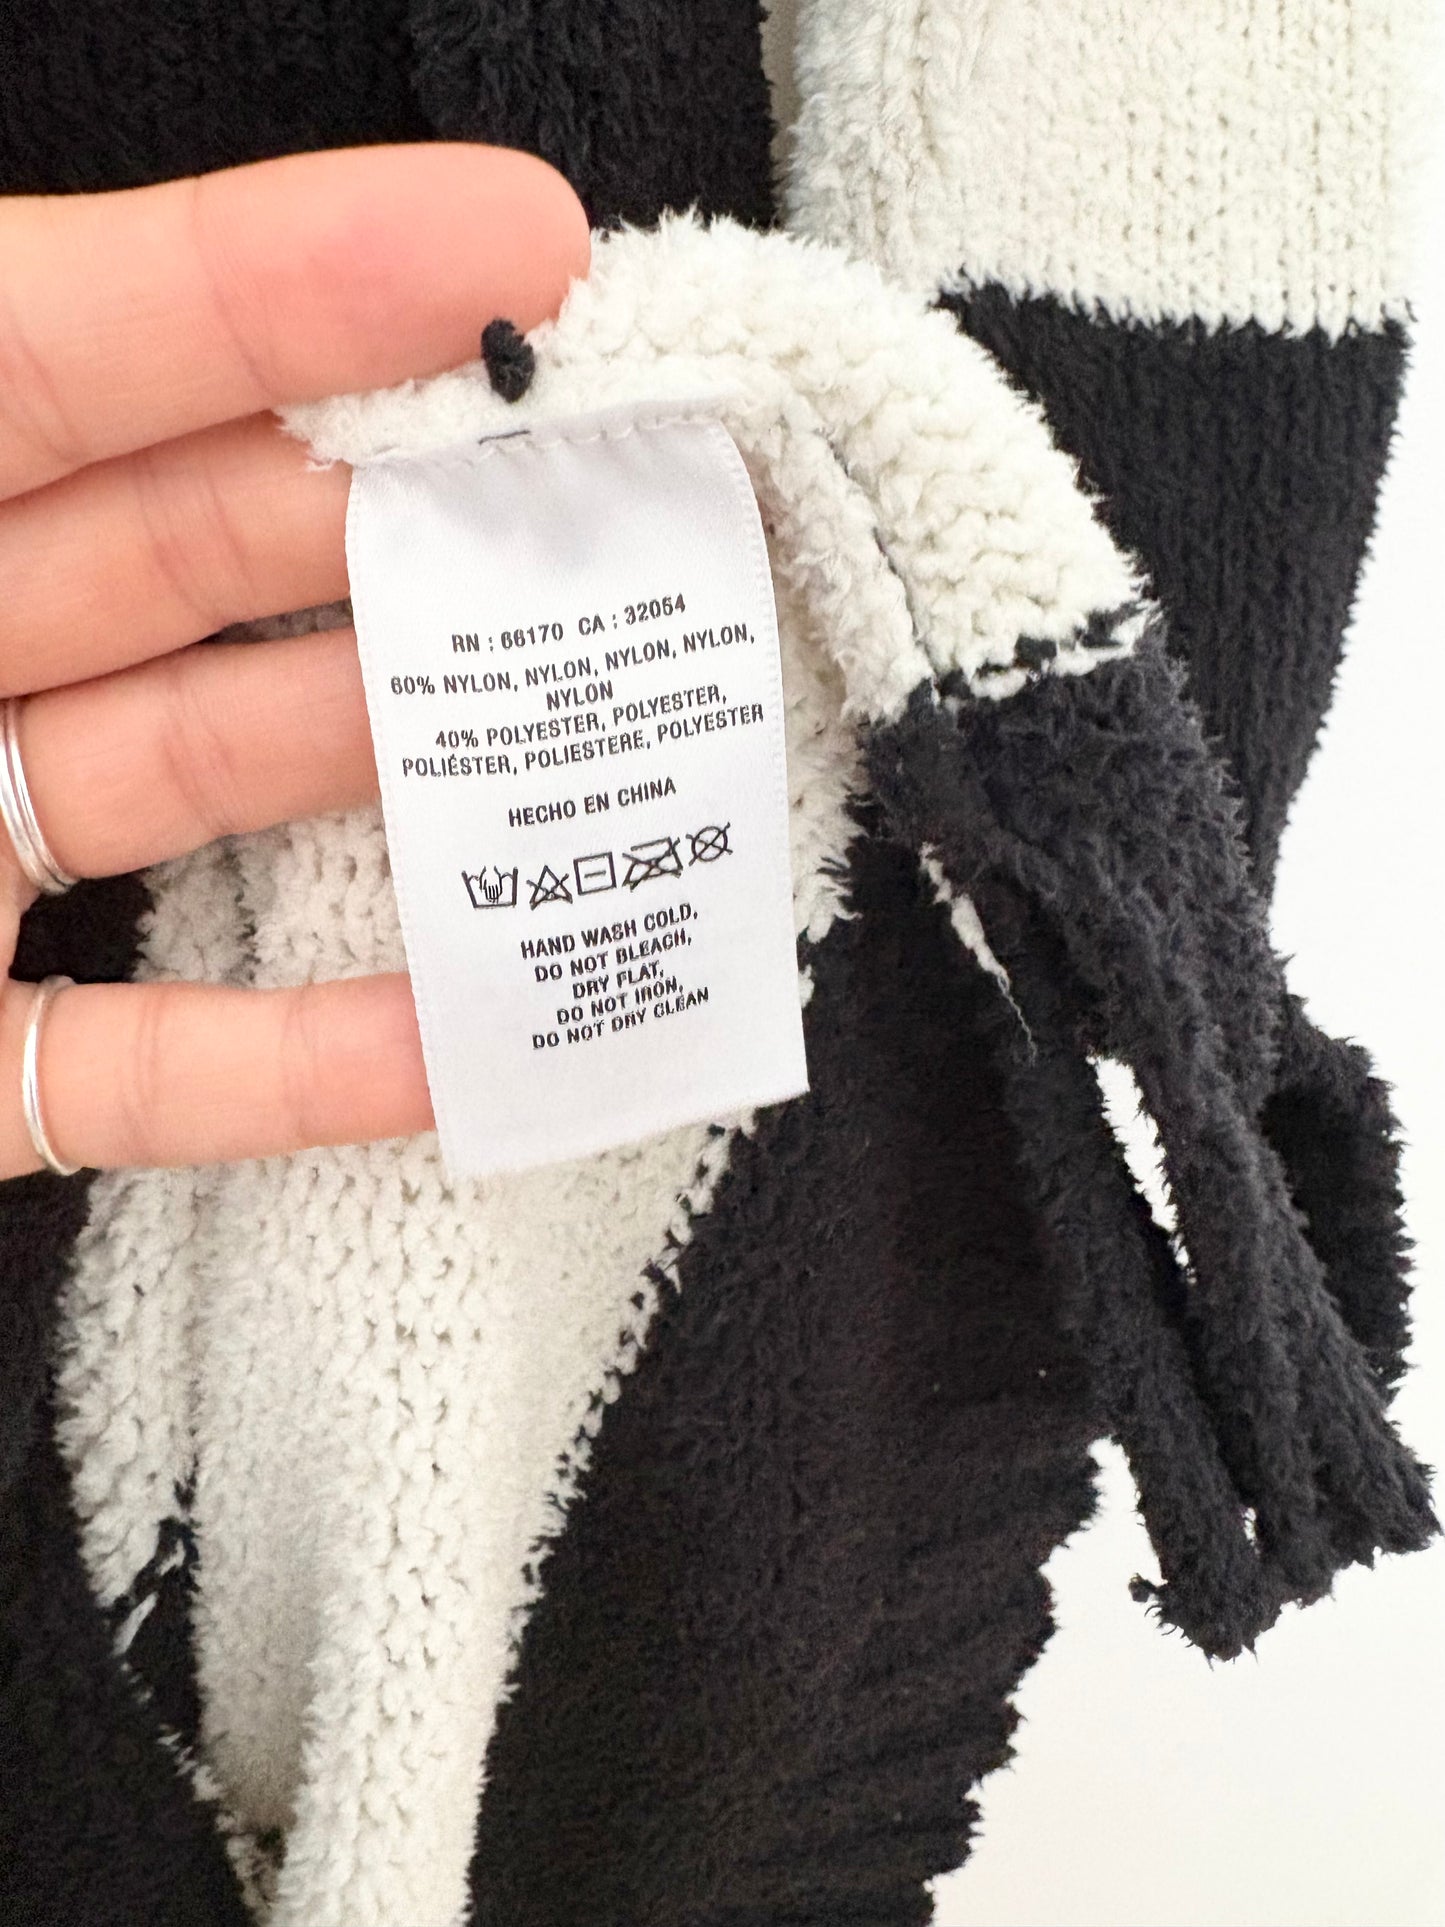 RN : 66170 CA : 32054
60% NYLON, NYLON, NYLON, NYLON,
NYLON
40% POLYESTER, POLYESTER,
POLIÉSTER, POLIESTERE, POLYESTER
HECHO EN CHINA
HAND WASH COLD,
DO NOT BLEACH,
DRY FLAT,
DO NOT IRON,
DO NOT DRY CLEAN